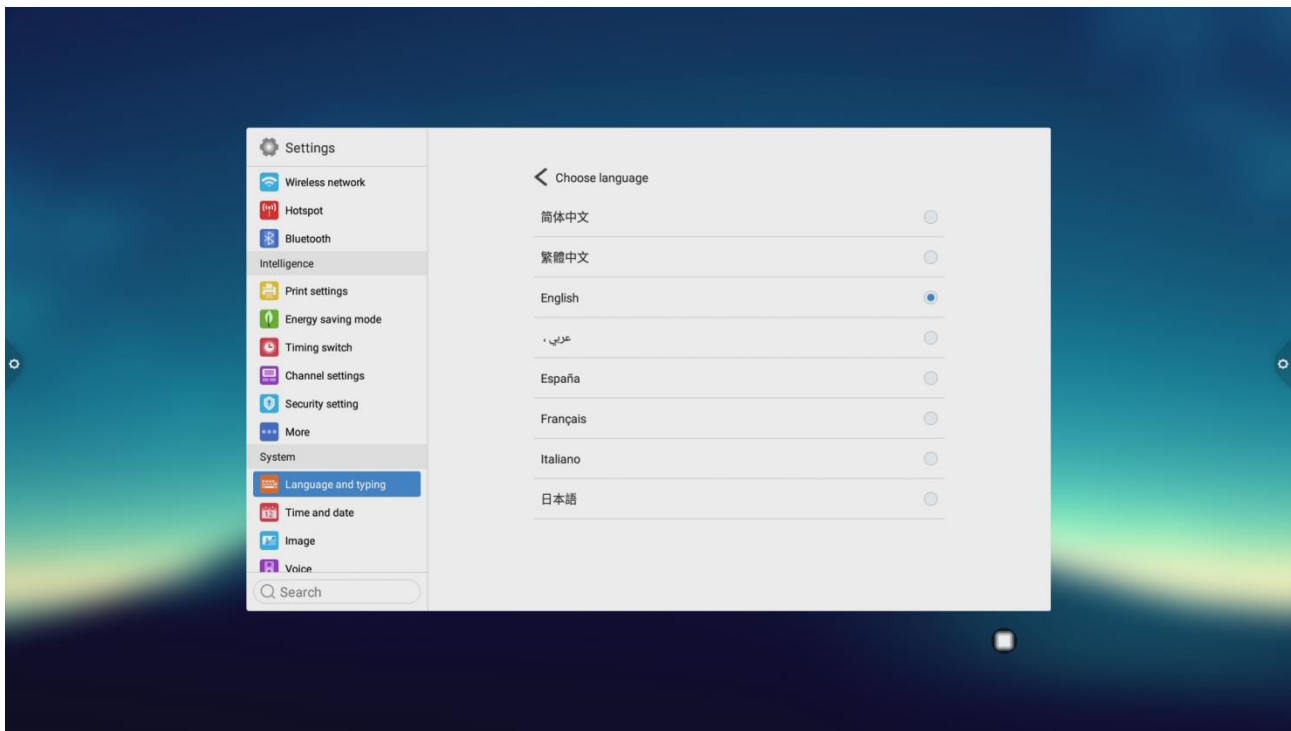 Settings
Wireless network
Hotspot
Bluetooth
Intelligence
Print settings
Energy saving mode
Timing switch
Channel settings
Security setting
More
System
Language and typing
12
Time and date
Image
Voice
Search
Choose language
简体中文
繁體中文
English
عربي ،
España
Français
Italiano
日本語